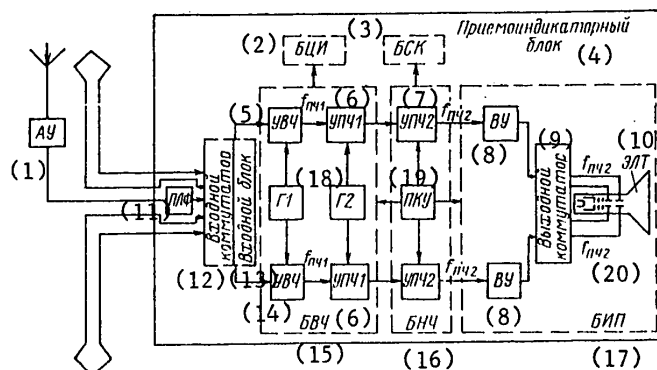 (2) БЦИ
(3) БСК
Приемоиндикаторный
блок (4)
АУ
(1)
(5) УВЧ
fпч1
(6)
УПЧ1
(7)
УПЧ2
fпч2
ВУ
(8)
(9)
Выходной
коммутатор
fпч2
(10)
ЭЛТ
ПЛФ
(11)
Входной
коммутатор
Входной блок
(12)
(13)
Г1
(18)
Г2
(19)
ПКУ
fпч2
(20)
УВЧ
(14)
fпч1
УПЧ1
(6)
УПЧ2
fпч2
ВУ
(8)
БВЧ
(15)
БНЧ
(16)
БИП
(17)